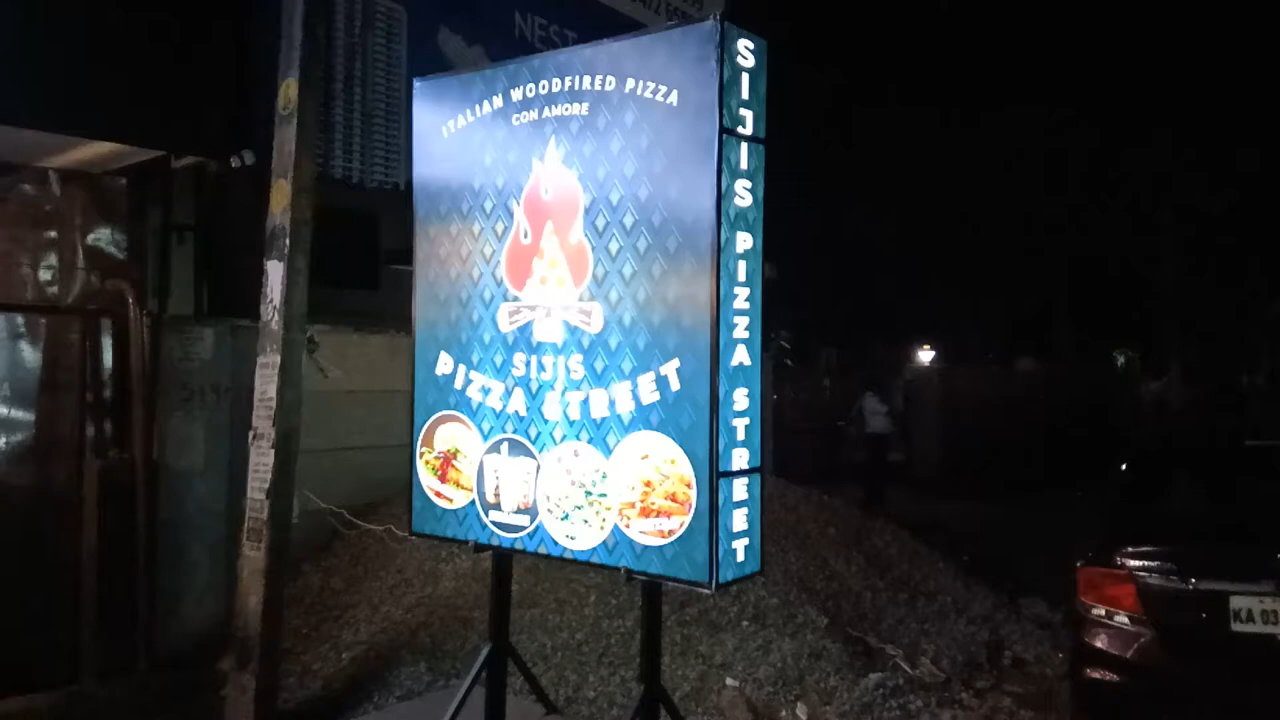 NEST
ITALIAN WOODFIRED PIZZA
CON AMORE
SIJIS
PIZZA STREET
SIJIS PIZZA STREET
KA 03